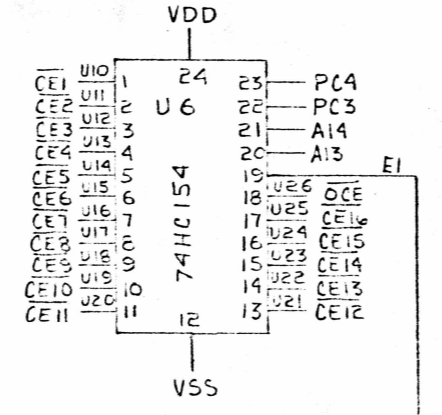 VDD
24
U6
74HC154
12
VSS
CE1 U10 1
CE2 U11 2
CE3 U12 3
CE4 U13 4
CE5 U14 5
CE6 U15 6
CE7 U16 7
CE8 U17 8
CE9 U18 9
CE10 U19 10
CE11 U20 11
23 PC4
22 PC3
21 A14
20 A13
19 E1
18 U26 OCE
17 U25 CE16
16 U24 CE15
15 U23 CE14
14 U22 CE13
13 U21 CE12